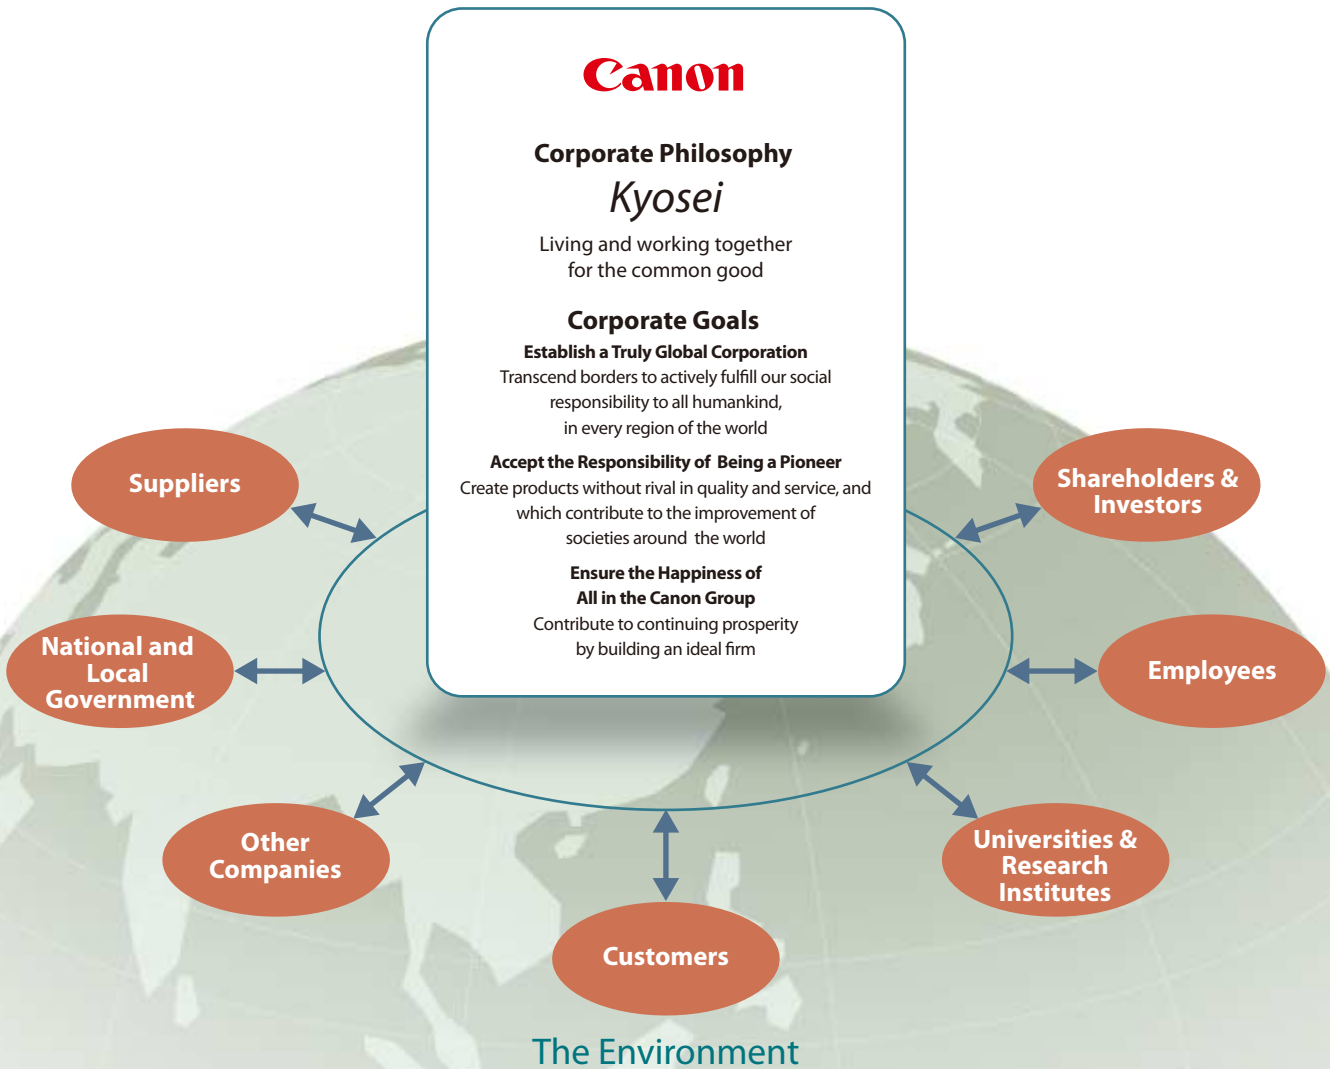 Canon
Corporate Philosophy
Kyosei
Living and working together
for the common good
Corporate Goals
Establish a Truly Global Corporation
Transcend borders to actively fulfill our social
responsibility to all humankind,
in every region of the world
Accept the Responsibility of Being a Pioneer
Create products without rival in quality and service, and
which contribute to the improvement of
societies around the world
Ensure the Happiness of
All in the Canon Group
Contribute to continuing prosperity
by building an ideal firm
Suppliers
Shareholders &
Investors
National and
Local
Government
Employees
Other
Companies
Universities &
Research
Institutes
Customers
The Environment